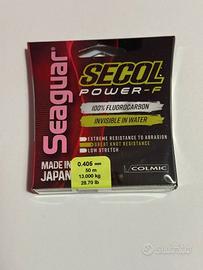 Seaguar
SECOL
POWER-F
100% FLUOROCARBON
INVISIBLE IN WATER
EXTREME RESISTANCE TO ABRASION
GREAT KNOT RESISTANCE
LOW STRETCH
MADE IN
JAPAN
COLMIC
0.405 mm
50 m
13.000 kg
28.70 lb
subito